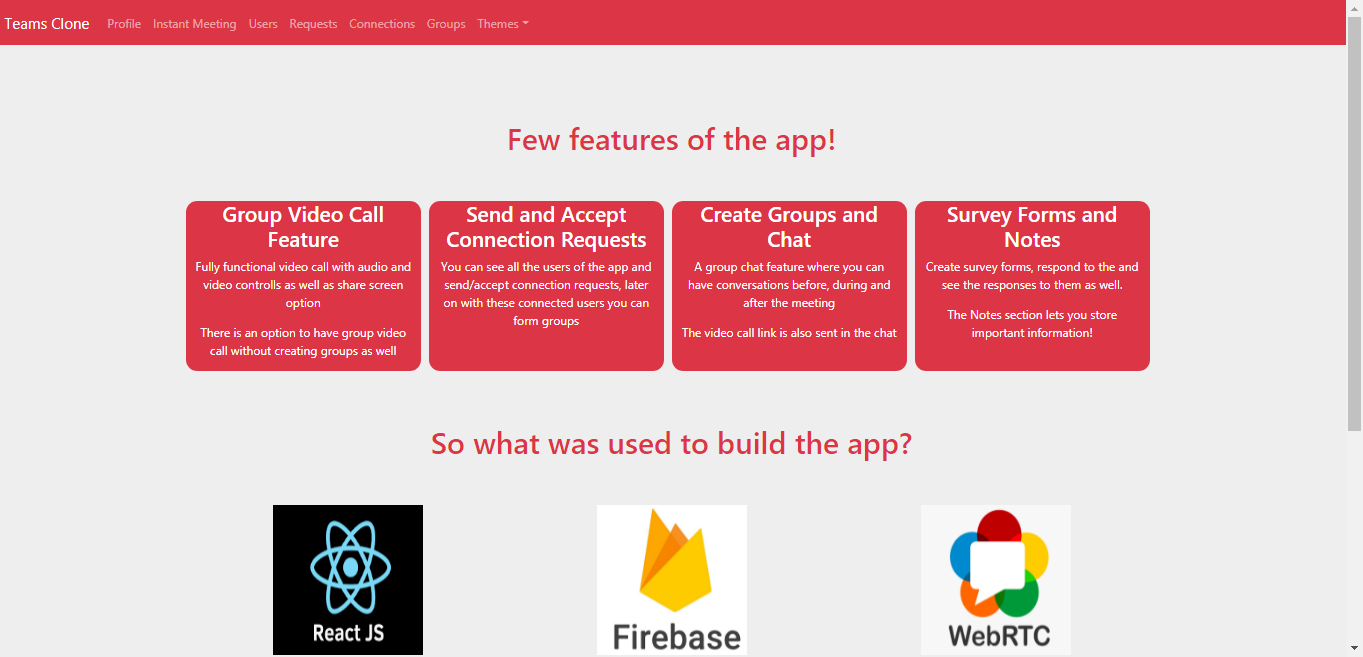 Teams Clone Profile Instant Meeting Users Requests Connections Groups Themes
Few features of the app!
Group Video Call
Feature
Fully functional video call with audio and
video controlls as well as share screen
option
There is an option to have group video
call without creating groups as well
Send and Accept
Connection Requests
You can see all the users of the app and
send/accept connection requests, later
on with these connected users you can
form groups
Create Groups and
Chat
A group chat feature where you can
have conversations before, during and
after the meeting
The video call link is also sent in the chat
Survey Forms and
Notes
Create survey forms, respond to the and
see the responses to them as well.
The Notes section lets you store
important information!
So what was used to build the app?
React JS
Firebase
WebRTC